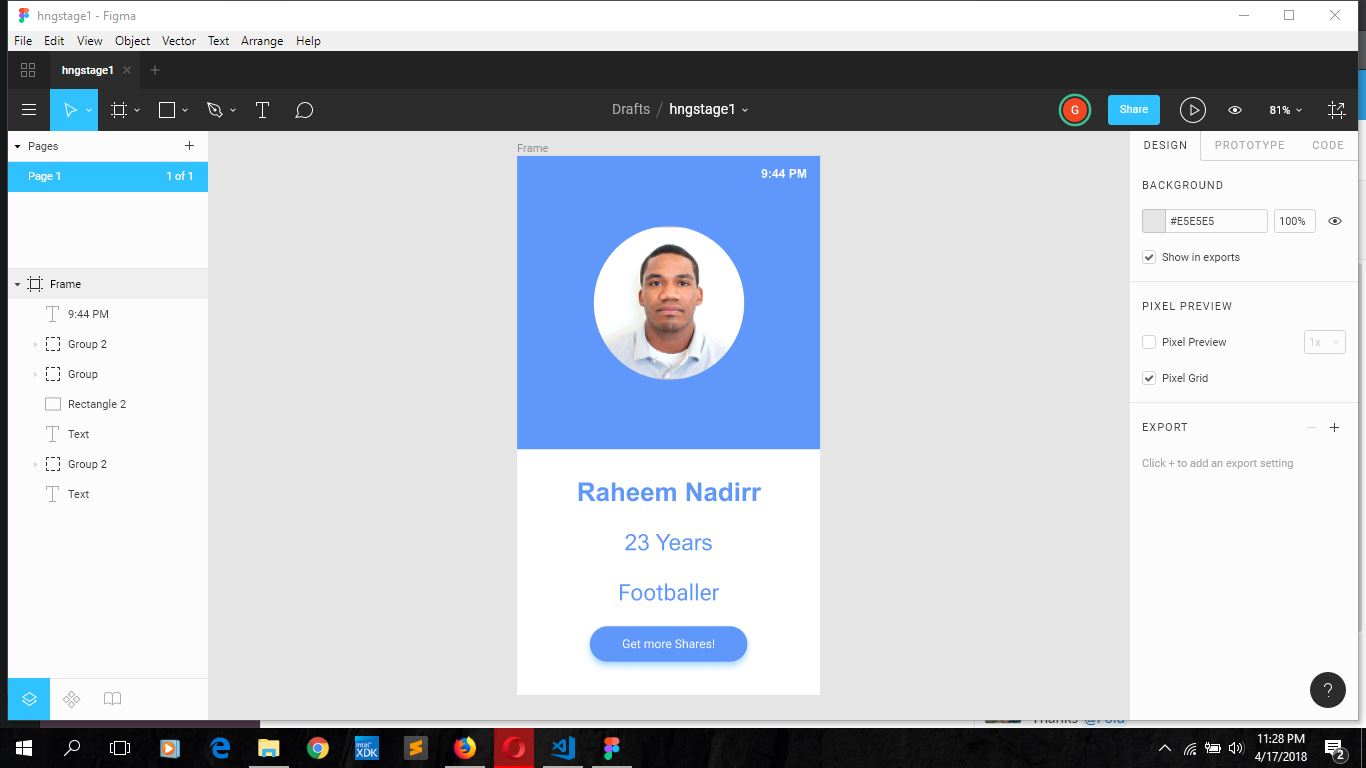 hngstage1 - Figma
File Edit View Object Vector Text Arrange Help
hngstage1
Drafts / hngstage1
G
Share
81%
Pages
Page 1 1 of 1
Frame
9:44 PM
Group 2
Group
Rectangle 2
Text
Group 2
Text
Frame
9:44 PM
Raheem Nadirr
23 Years
Footballer
Get more Shares!
DESIGN PROTOTYPE CODE
BACKGROUND
#E5E5E5 100%
Show in exports
PIXEL PREVIEW
Pixel Preview 1x
Pixel Grid
EXPORT
Click + to add an export setting
?
intel
XDK
11:28 PM
4/17/2018
2